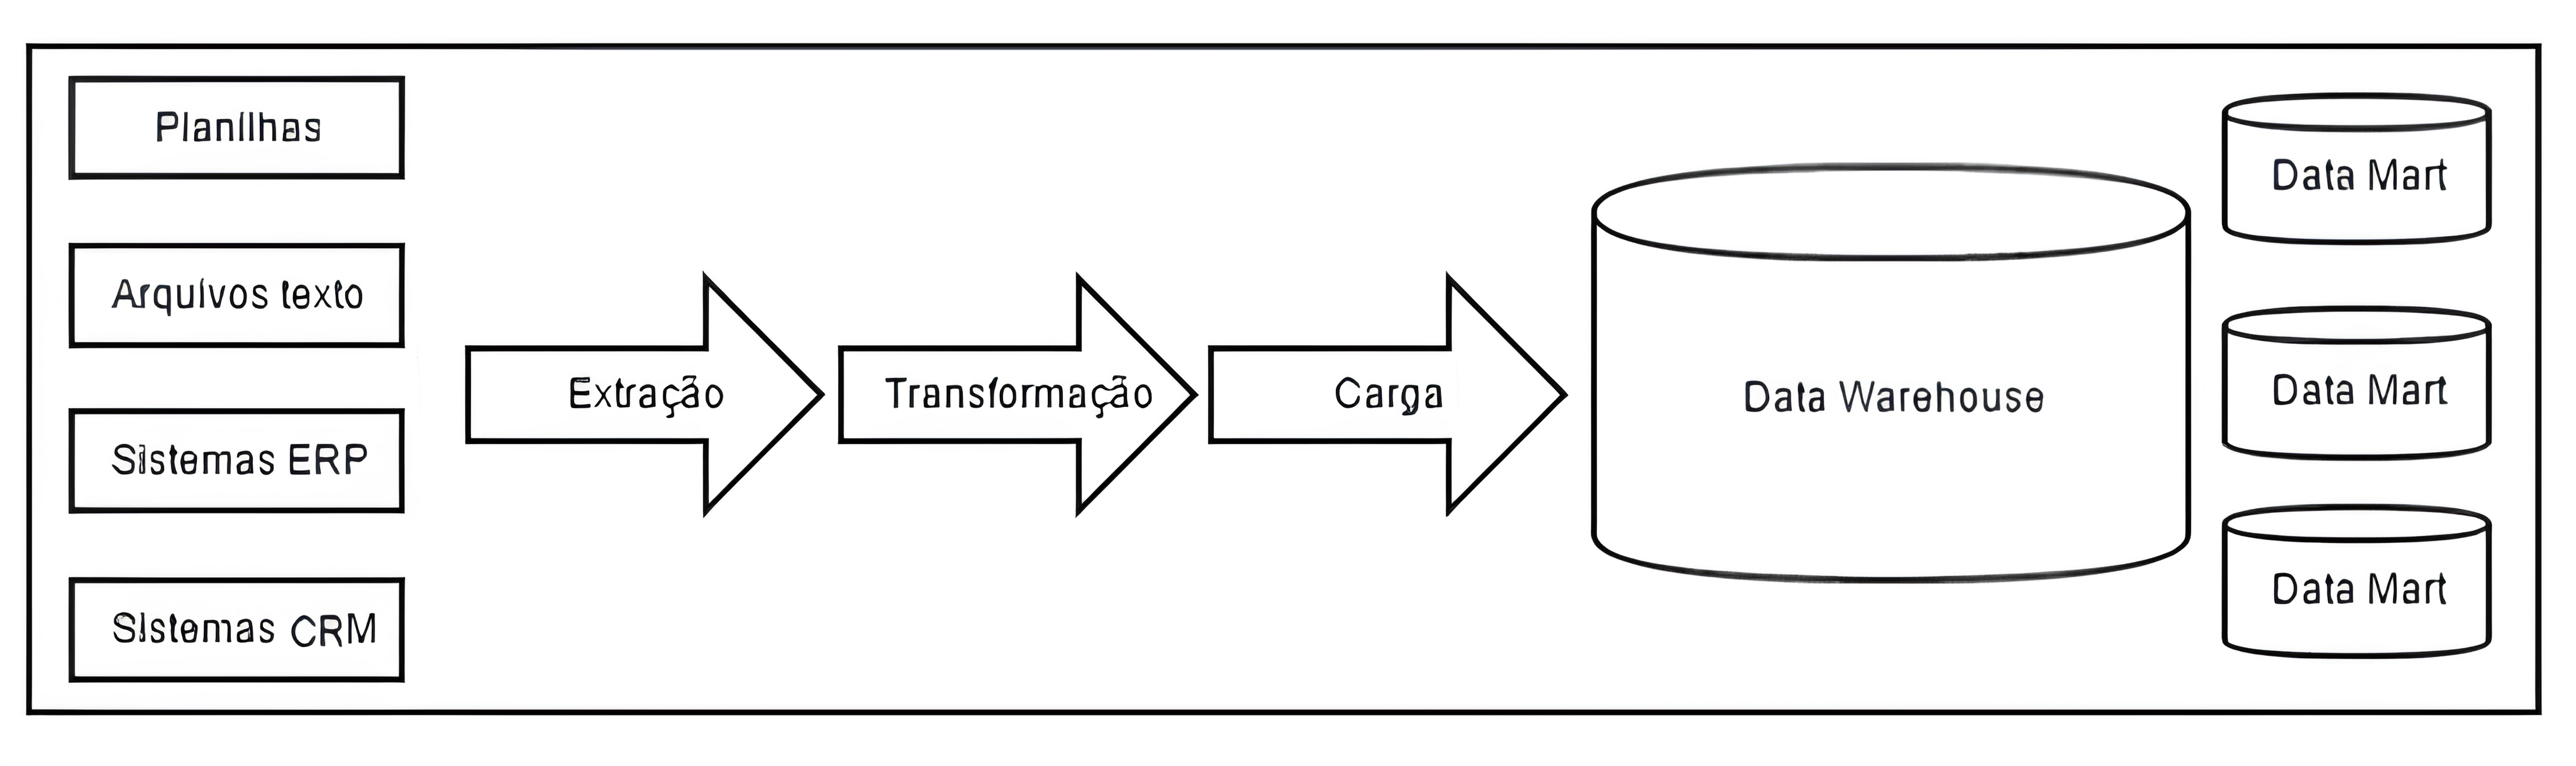 Planilhas
Arquivos texto
Sistemas ERP
Sistemas CRM
Extração
Transformação
Carga
Data Warehouse
Data Mart
Data Mart
Data Mart